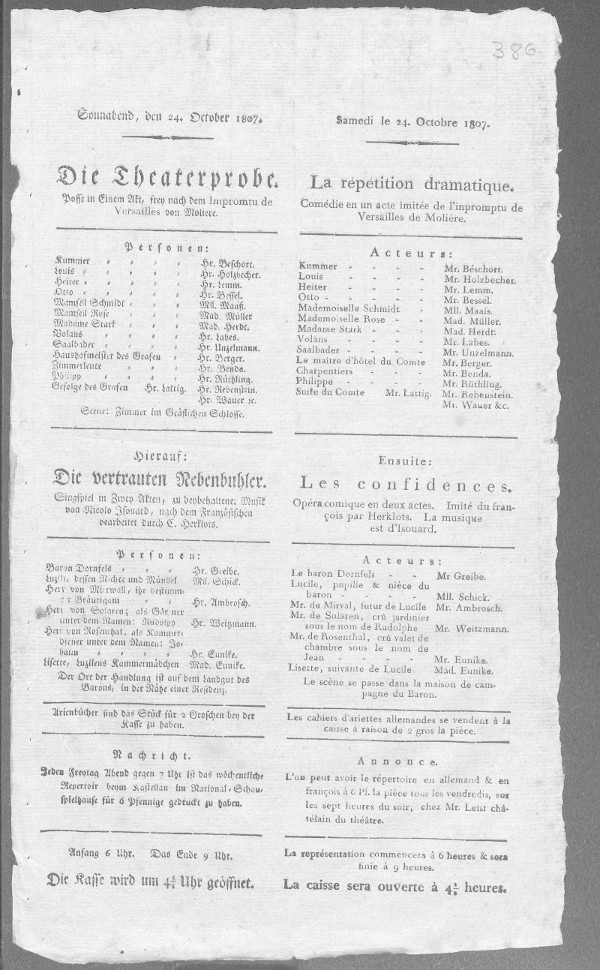 386.
Sonnabend, den 24. October 1807.
Die Theaterprobe.
Posse in Einem Akt, frey nach dem Impromtu de
Versailles von Moliere.
Personen:
Kummer Hr. Beschort.
Louis Hr. Holzbecher.
Heiter Hr. Lemm.
Otto Hr. Bessel.
Mamsell Schmidt Mll. Maaß.
Mamsell Rose Mad. Müller
Madame Stark Mad. Herdt.
Volans Hr. Labes.
Saalbader Hr. Unzelmann.
Haushofmeister des Grafen Hr. Berger.
Zimmerleute Hr. Benda.
Philipp Hr. Rüthling.
Gefolge des Grafen Hr. Lattig. Hr. Rebenstein.
Hr. Wauer ꝛc.
Scene: Zimmer im Gräflichen Schlosse.
Hierauf:
Die vertrauten Nebenbuhler.
Singspiel in Zwey Akten, zu beybehaltene. Musik
von Nicolo Isouard, nach dem Französischen
bearbeitet durch C. Herklots.
Personen:
Baron Dornfels Hr. Greibe.
Luzile, dessen Nichte und Mündel Mll. Schick.
Herr von Mirwall, ihr bestimm-
ter Bräutigam Hr. Ambrosch.
Herr von Solaren; als Gärtner
unter dem Namen: Rudolph Hr. Weitzmann.
Herr von Rosenthal, als Kammer-
diener unter dem Namen: Jo-
hann Hr. Eunike.
Lisette, Luzilens Kammermädchen Mad. Eunike.
Der Ort der Handlung ist auf dem Landgut des
Barons, in der Nähe einer Residenz.
Arienbücher sind das Stück für 2 Groschen bey der
Kasse zu haben.
Nachricht.
Jeden Freytag Abend gegen 7 Uhr ist das wöchentliche
Repertoir beym Kastellan im National-Schau-
spielhause für 6 Pfennige gedruckt zu haben.
Anfang 6 Uhr. Das Ende 9 Uhr.
Die Kasse wird um 4½ Uhr geöffnet.
Samedi le 24. Octobre 1807.
La répétition dramatique.
Comédie en un acte imitée de l'inpromptu de
Versailles de Molière.
Acteurs:
Kummer - - - - Mr. Béschort.
Louis - - - - Mr. Holzbecher.
Heiter - - - - Mr. Lemm.
Otto - - - - - Mr. Bessel.
Mademoiselle Schmidt - Mll. Maais.
Mademoiselle Rose - - Mad. Müller.
Madame Stark - - - Mad. Herdt.
Volâns - - - - Mr. Labes.
Saalbader - - - - Mr. Unzelmann.
Le maître d'hôtel du Comte Mr. Berger.
Charpentiers - - - Mr. Benda.
Philippe - - - - Mr. Rüthling.
Suite du Comte Mr. Lattig. Mr. Rebenstein.
Mr. Wauer &c.
Ensuite:
Les confidences.
Opéra comique en deux actes. Imité du fran-
çois par Herklots. La musique
est d'Isouard.
Acteurs:
Le baron Dornfels - - Mr Greibe.
Lucile, pupille & nièce du
baron - - - - Mll. Schick.
Mr. de Mirval, futur de Lucile Mr. Ambrosch.
Mr. de Solaren, crû jardinier
sous le nom de Rudolphe Mr. Weitzmann.
Mr. de Rosenthal, crû valet de
chambre sous le nom de
Jean - - - - Mr. Eunike.
Lisette, suivante de Lucile Mad. Eunike.
Le scène se passe dans la maison de cam-
pagne du Baron.
Les cahiers d'ariettes allemandes se vendent à la
caisse à raison de 2 gros la pièce.
Annonce.
L'on peut avoir le répertoire en allemand & en
françois à 6 Pf. la pièce tous les vendredis, sur
les sept heures du soir, chez Mr. Leist châ-
télain du théâtre.
La représentation commencera à 6 heures & sera
finie à 9 heures.
La caisse sera ouverte à 4½ heures.